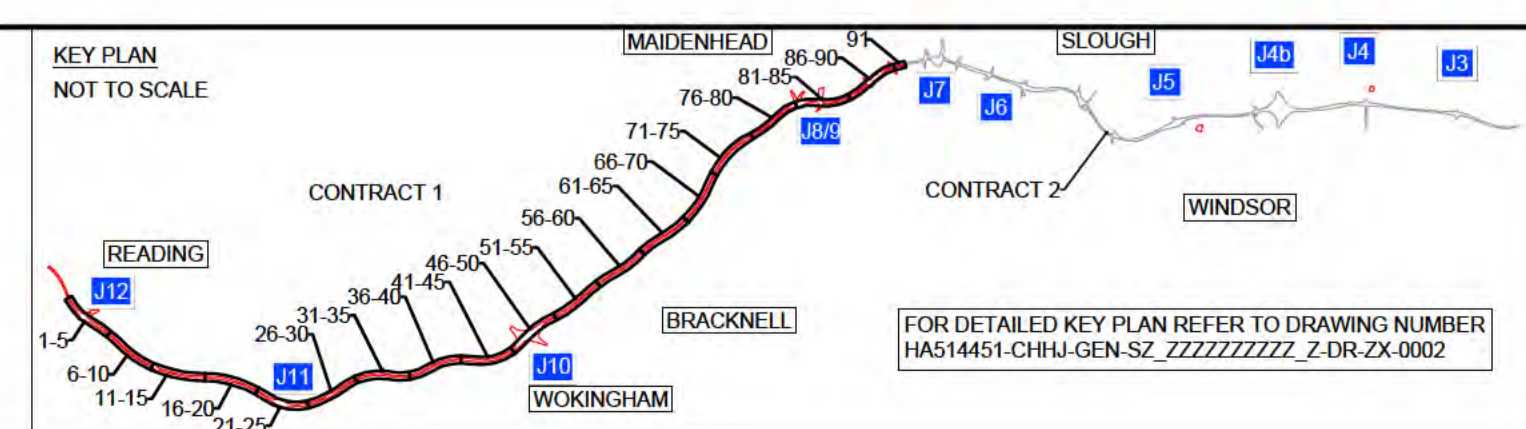 KEY PLAN
NOT TO SCALE
MAIDENHEAD
91
SLOUGH
86-90
81-85
76-80
71-75
66-70
61-65
56-60
51-55
46-50
41-45
36-40
31-35
26-30
J7
J6
J5
J4b
J4
J3
J8/9
CONTRACT 1
CONTRACT 2
WINDSOR
READING
J12
1-5
6-10
11-15
16-20
21-25
J11
J10
WOKINGHAM
BRACKNELL
FOR DETAILED KEY PLAN REFER TO DRAWING NUMBER
HA514451-CHHJ-GEN-SZ_ZZZZZZZZZZ_Z-DR-ZX-0002